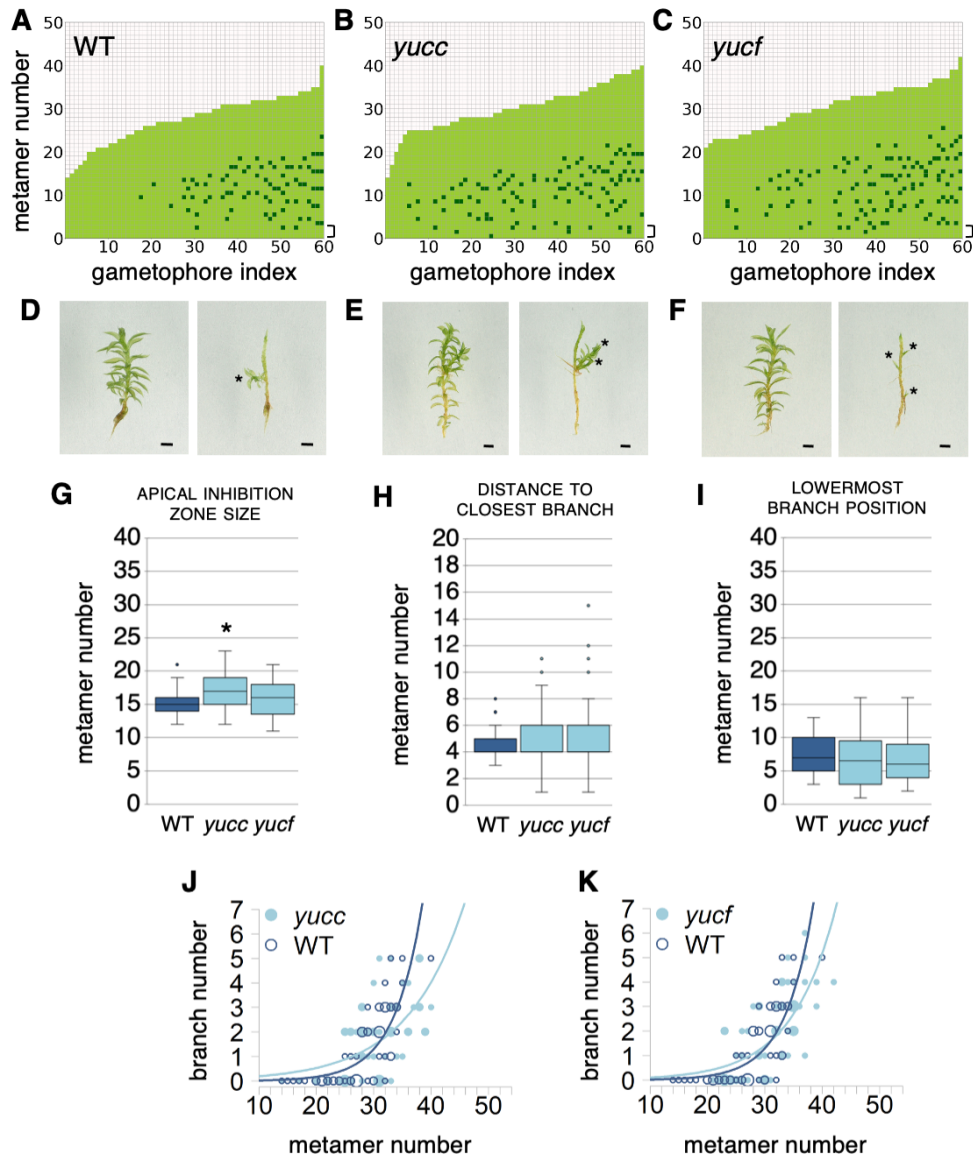 A
WT
metamer number
50
40
30
20
10
0
10 20 30 40 50 60
gametophore index
B
yucc
50
40
30
20
10
0
10 20 30 40 50 60
gametophore index
C
yucf
50
40
30
20
10
0
10 20 30 40 50 60
gametophore index
D
*
E
*
*
F
*
*
*
G
APICAL INHIBITION
ZONE SIZE
metamer number
40
35
30
25
20
15
10
5
0
*
WT yucc yucf
H
DISTANCE TO
CLOSEST BRANCH
metamer number
20
18
16
14
12
10
8
6
4
2
0
WT yucc yucf
I
LOWERMOST
BRANCH POSITION
metamer number
40
35
30
25
20
15
10
5
0
WT yucc yucf
J
yucc
WT
branch number
7
6
5
4
3
2
1
0
10 20 30 40 50
metamer number
K
yucf
WT
branch number
7
6
5
4
3
2
1
0
10 20 30 40 50
metamer number